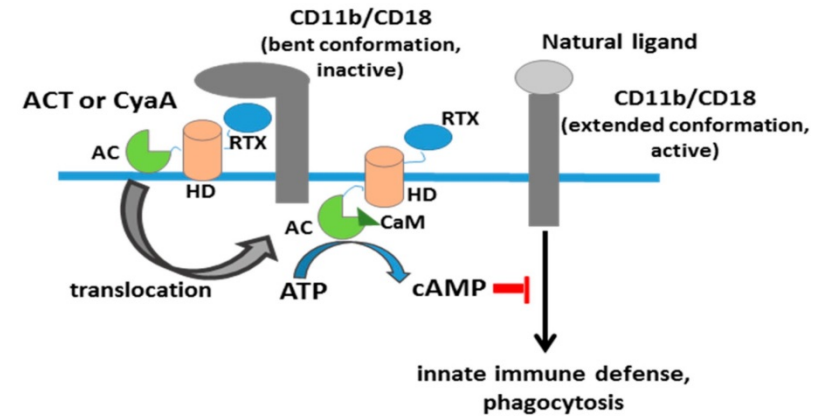 CD11b/CD18
(bent conformation,
inactive)
Natural ligand
ACT or CyaA
CD11b/CD18
(extended conformation,
active)
RTX
RTX
AC
HD
HD
AC
CaM
translocation
ATP
cAMP
innate immune defense,
phagocytosis